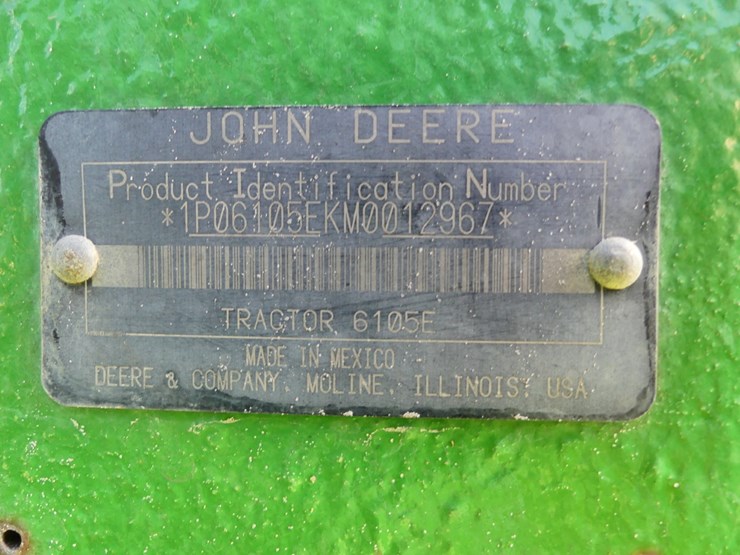 JOHN DEERE
Product Identification Number
*1P06105EKM0012967*
TRACTOR 6105E
MADE IN MEXICO
DEERE & COMPANY, MOLINE, ILLINOIS, USA